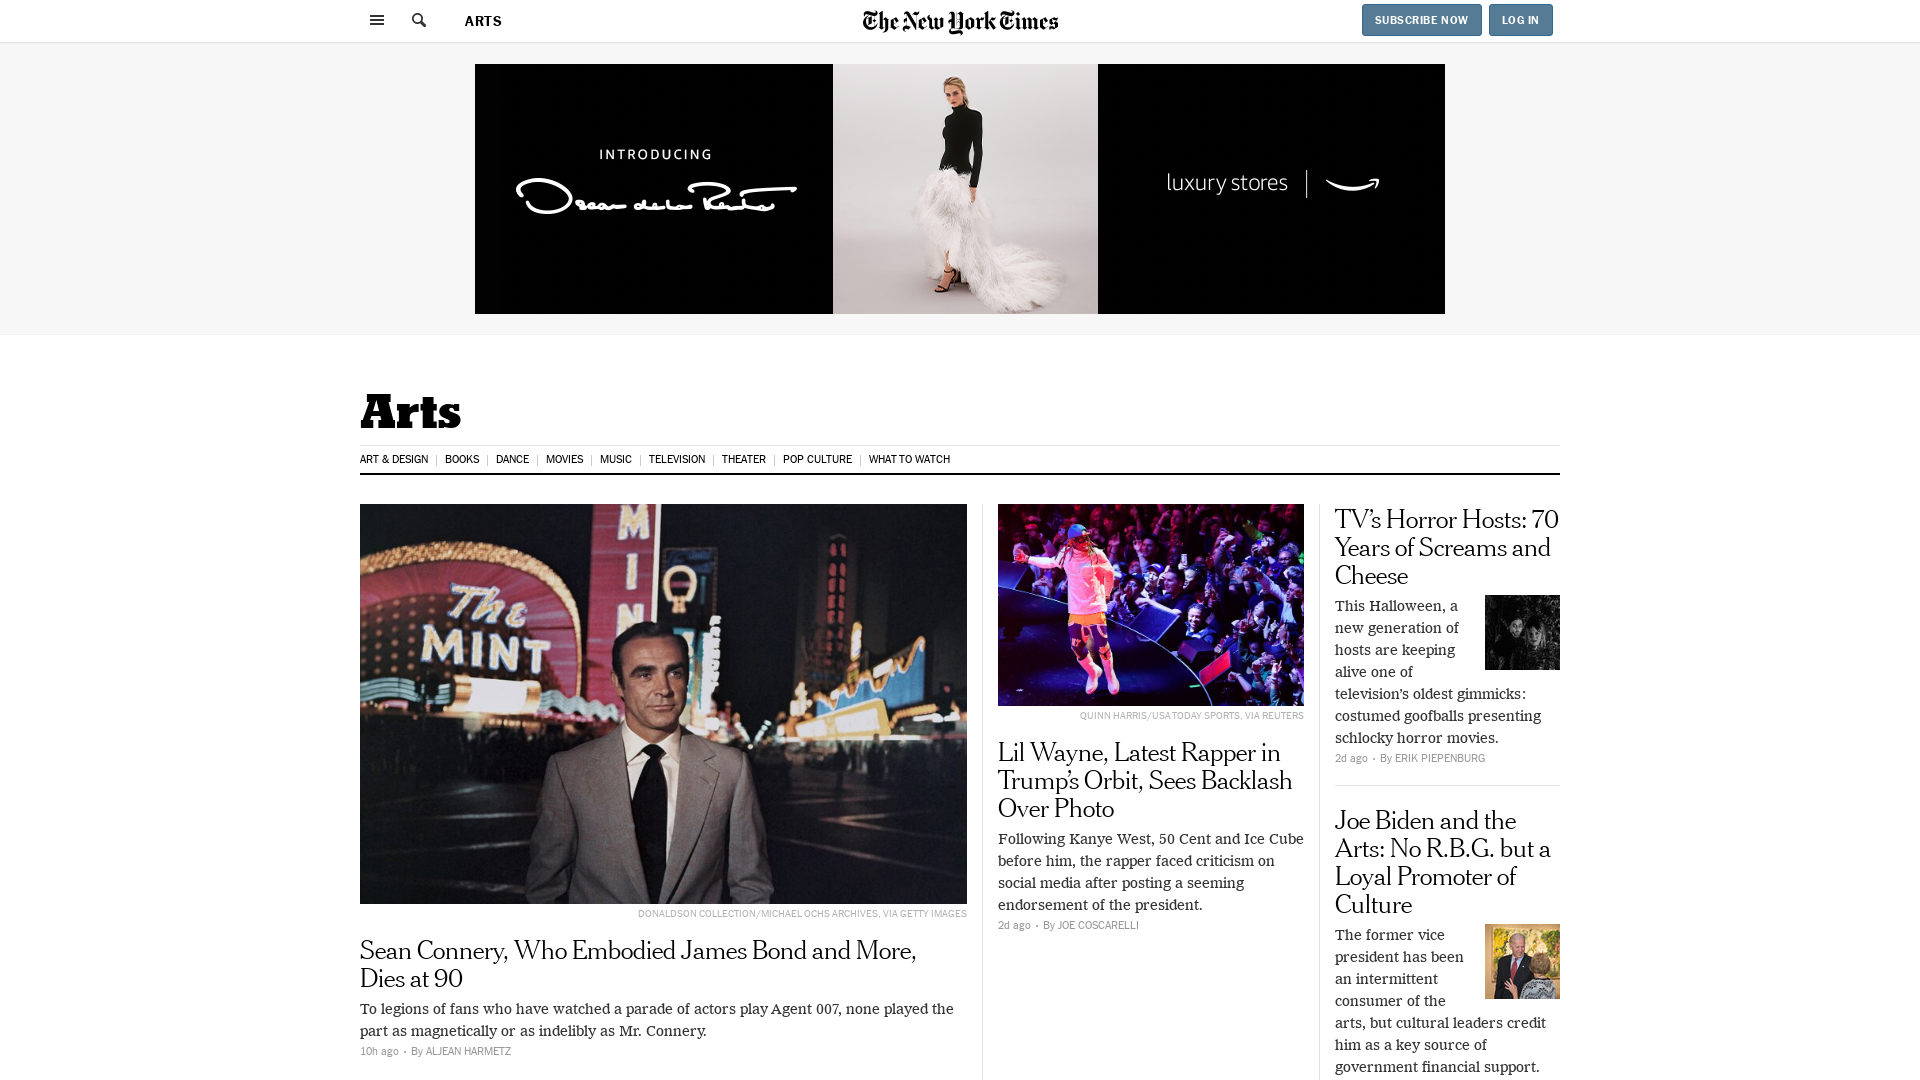 ARTS
The New York Times
SUBSCRIBE NOW
LOG IN
INTRODUCING
Oscar de la Renta
luxury stores
Arts
ART & DESIGN
BOOKS
DANCE
MOVIES
MUSIC
TELEVISION
THEATER
POP CULTURE
WHAT TO WATCH
The
MINT
MIN
DONALDSON COLLECTION/MICHAEL OCHS ARCHIVES, VIA GETTY IMAGES
Sean Connery, Who Embodied James Bond and More,
Dies at 90
To legions of fans who have watched a parade of actors play Agent 007, none played the
part as magnetically or as indelibly as Mr. Connery.
10h ago · By ALJEAN HARMETZ
QUINN HARRIS/USA TODAY SPORTS, VIA REUTERS
Lil Wayne, Latest Rapper in
Trump’s Orbit, Sees Backlash
Over Photo
Following Kanye West, 50 Cent and Ice Cube
before him, the rapper faced criticism on
social media after posting a seeming
endorsement of the president.
2d ago · By JOE COSCARELLI
TV’s Horror Hosts: 70
Years of Screams and
Cheese
This Halloween, a
new generation of
hosts are keeping
alive one of
television’s oldest gimmicks:
costumed goofballs presenting
schlocky horror movies.
2d ago · By ERIK PIEPENBURG
Joe Biden and the
Arts: No R.B.G. but a
Loyal Promoter of
Culture
The former vice
president has been
an intermittent
consumer of the
arts, but cultural leaders credit
him as a key source of
government financial support.